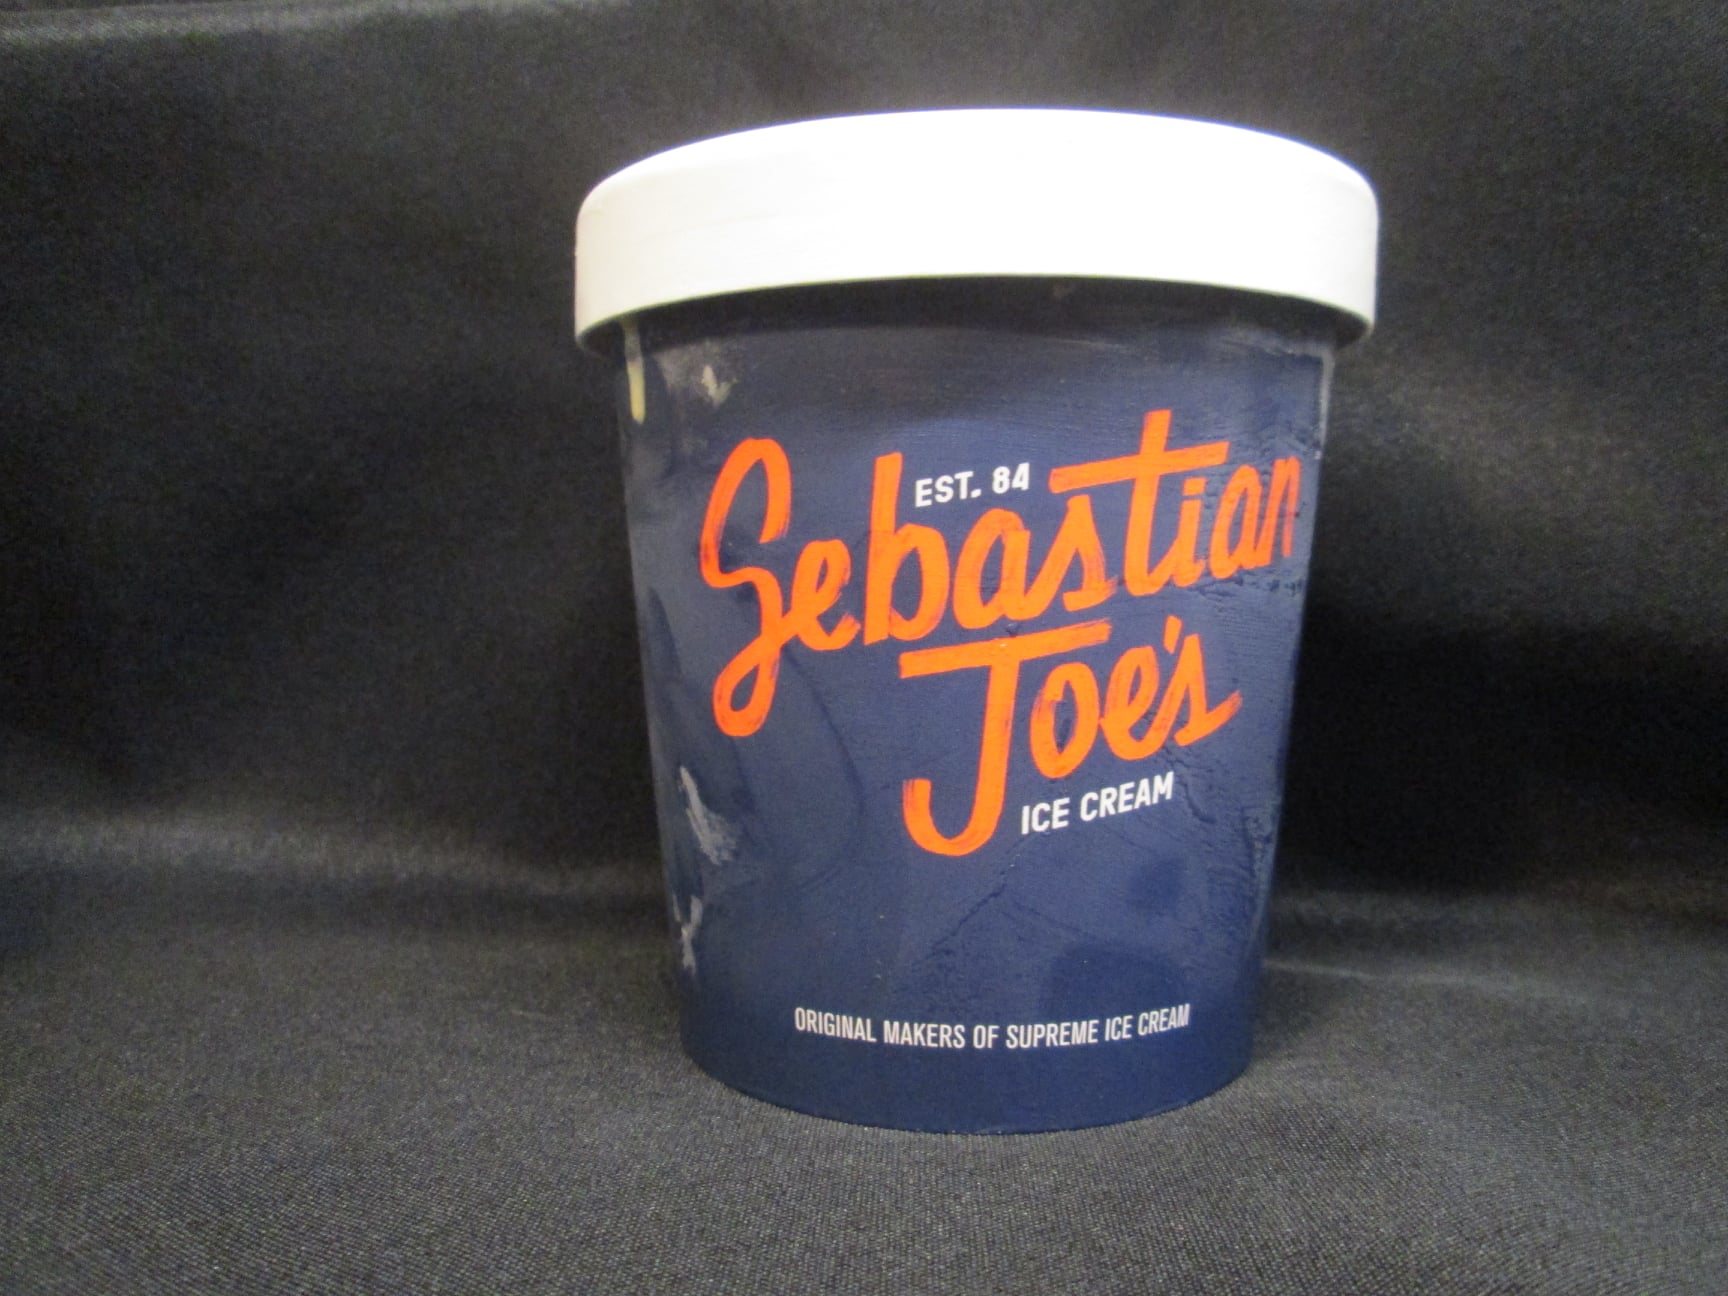 EST. 84
Sebastian
Joe's
ICE CREAM
ORIGINAL MAKERS OF SUPREME ICE CREAM